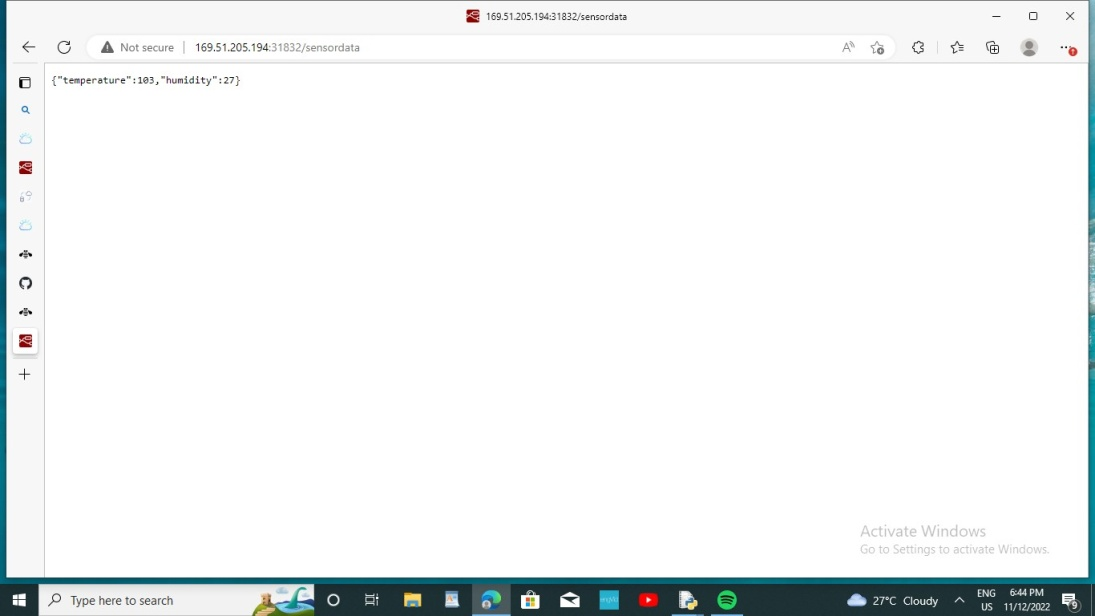 169.51.205.194:31832/sensordata
Not secure
169.51.205.194:31832/sensordata
{"temperature":103,"humidity":27}
Activate Windows
Go to Settings to activate Windows.
Type here to search
27°C Cloudy
ENG
US
6:44 PM
11/12/2022
9